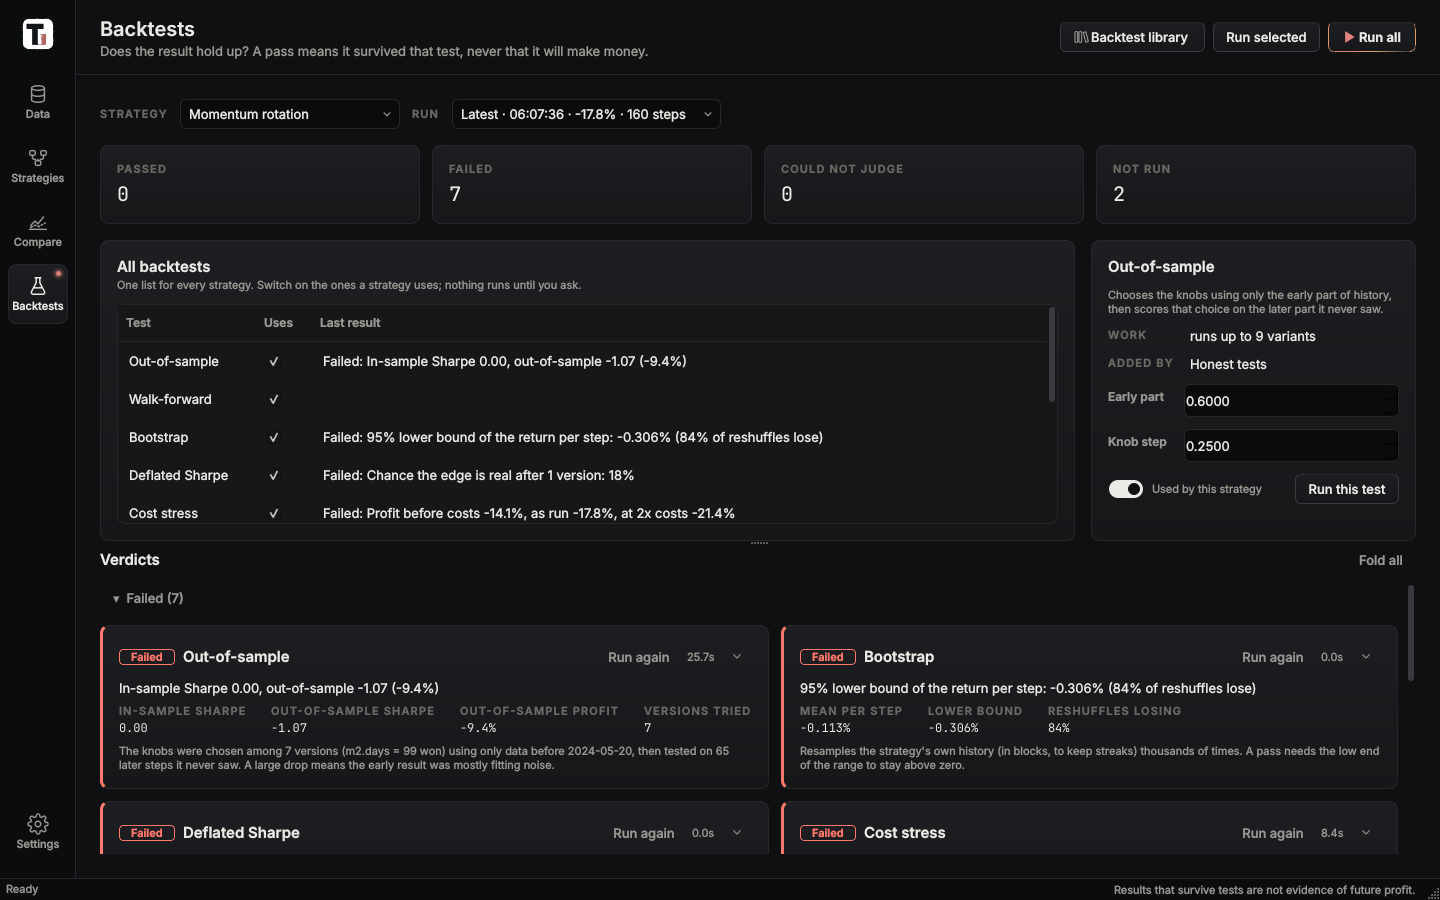 Ti
Backtests
Does the result hold up? A pass means it survived that test, never that it will make money.
Backtest library
Run selected
Run all
Data
Strategies
Compare
Backtests
Settings
STRATEGY
Momentum rotation
RUN
Latest · 06:07:36 · -17.8% · 160 steps
PASSED
0
FAILED
7
COULD NOT JUDGE
0
NOT RUN
2
All backtests
One list for every strategy. Switch on the ones a strategy uses; nothing runs until you ask.
Test Uses Last result
Out-of-sample ✓ Failed: In-sample Sharpe 0.00, out-of-sample -1.07 (-9.4%)
Walk-forward ✓
Bootstrap ✓ Failed: 95% lower bound of the return per step: -0.306% (84% of reshuffles lose)
Deflated Sharpe ✓ Failed: Chance the edge is real after 1 version: 18%
Cost stress ✓ Failed: Profit before costs -14.1%, as run -17.8%, at 2x costs -21.4%
Out-of-sample
Chooses the knobs using only the early part of history,
then scores that choice on the later part it never saw.
WORK runs up to 9 variants
ADDED BY Honest tests
Early part 0.6000
Knob step 0.2500
Used by this strategy
Run this test
Verdicts
Fold all
▾ Failed (7)
Failed Out-of-sample Run again 25.7s
In-sample Sharpe 0.00, out-of-sample -1.07 (-9.4%)
IN-SAMPLE SHARPE OUT-OF-SAMPLE SHARPE OUT-OF-SAMPLE PROFIT VERSIONS TRIED
0.00 -1.07 -9.4% 7
The knobs were chosen among 7 versions (m2.days = 99 won) using only data before 2024-05-20, then tested on 65
later steps it never saw. A large drop means the early result was mostly fitting noise.
Failed Bootstrap Run again 0.0s
95% lower bound of the return per step: -0.306% (84% of reshuffles lose)
MEAN PER STEP LOWER BOUND RESHUFFLES LOSING
-0.113% -0.306% 84%
Resamples the strategy's own history (in blocks, to keep streaks) thousands of times. A pass needs the low end
of the range to stay above zero.
Failed Deflated Sharpe Run again 0.0s
Failed Cost stress Run again 8.4s
Ready
Results that survive tests are not evidence of future profit.